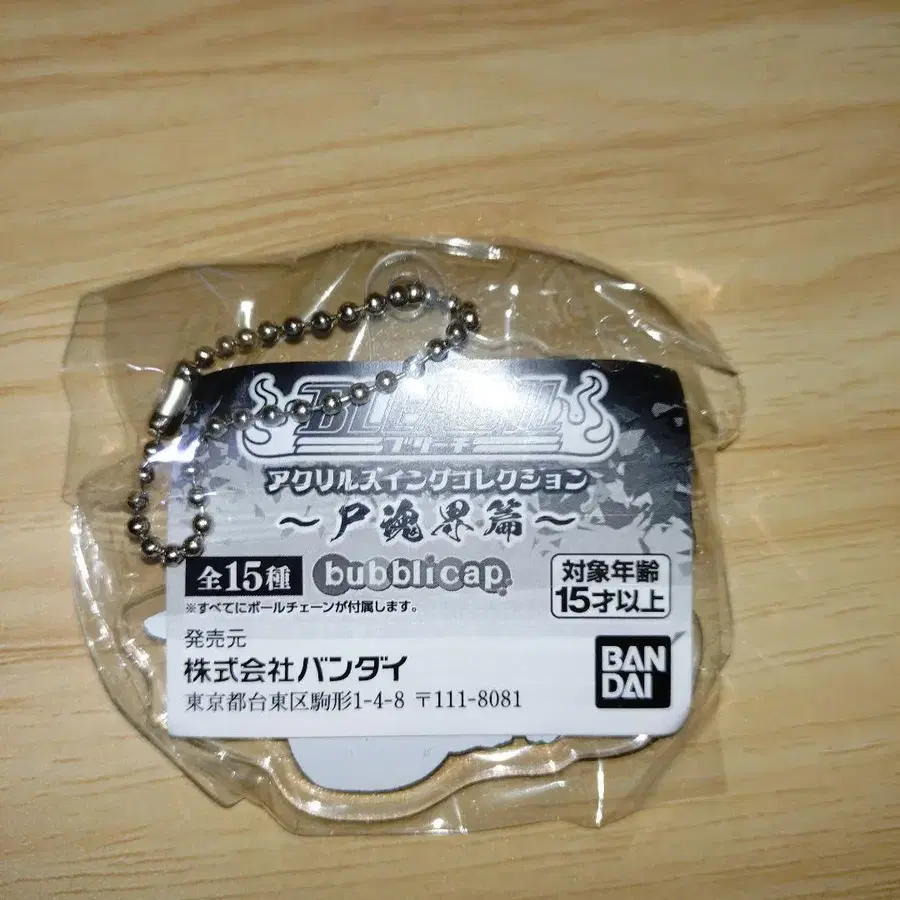 BLEACH
ブリーチ
アクリルスイングコレクション
～尸魂界篇～
全15種
bubblicap
対象年齢
15才以上
※すべてにボールチェーンが付属します。
発売元
株式会社バンダイ
東京都台東区駒形1-4-8 〒111-8081
BAN
DAI